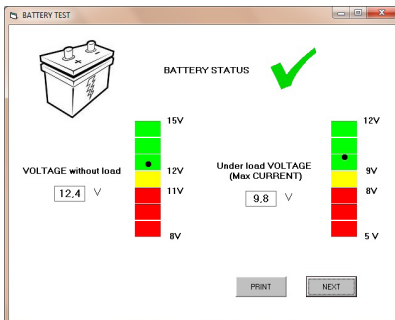 BATTERY TEST
BATTERY STATUS
15V
12V
VOLTAGE without load
12V
11V
12,4 V
8V
Under load VOLTAGE
(Max CURRENT)
9V
8V
9,8 V
5 V
PRINT
NEXT